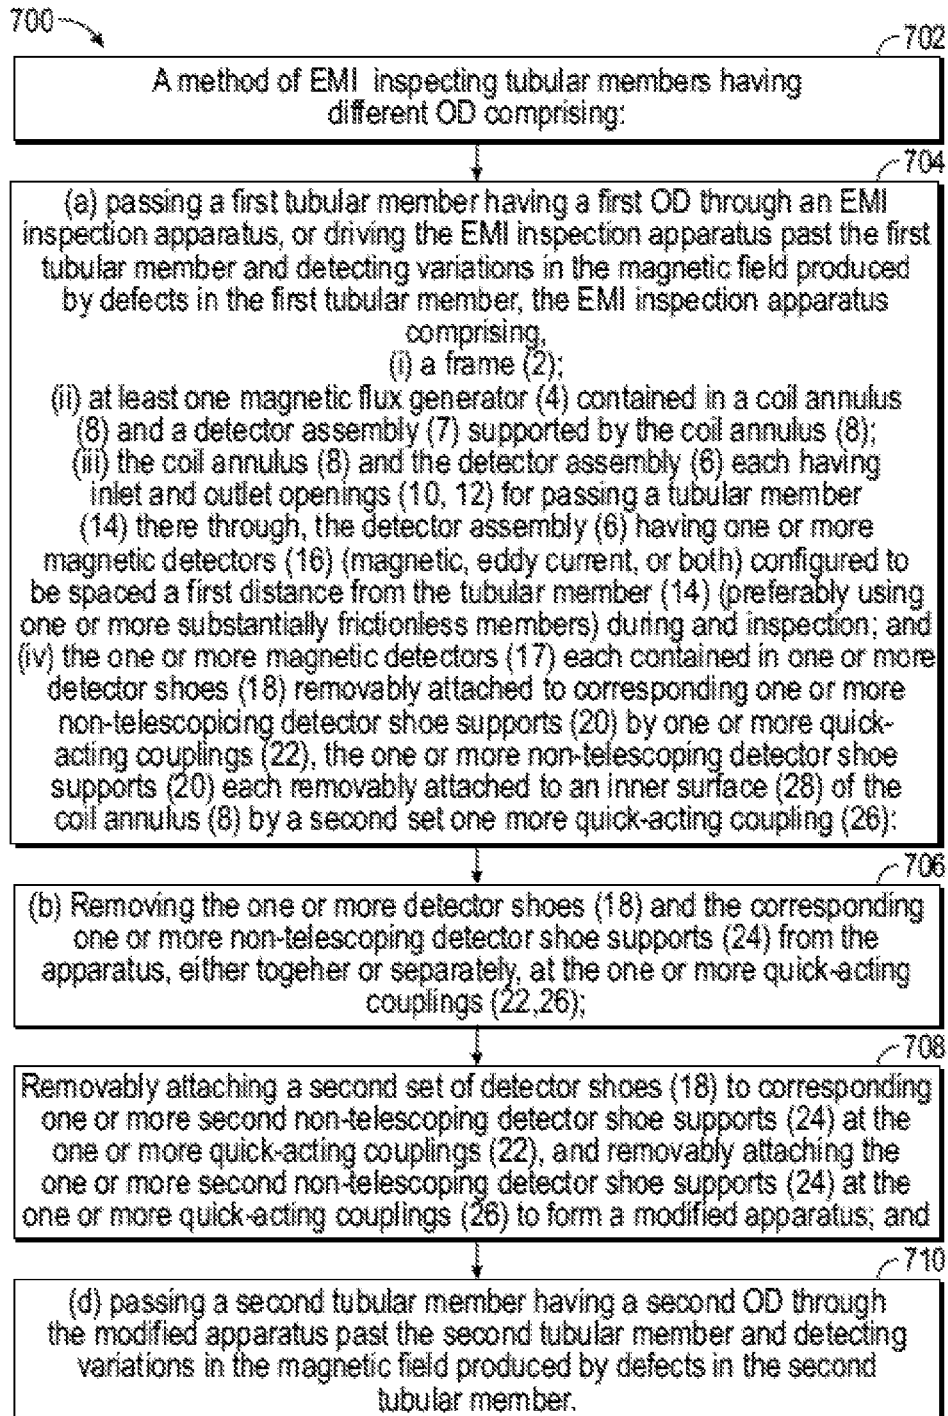 700
702
A method of EMI inspecting tubular members having
different OD comprising:
704
(a) passing a first tubular member having a first OD through an EMI
inspection apparatus, or driving the EMI inspection apparatus past the first
tubular member and detecting variations in the magnetic field produced
by defects in the first tubular member, the EMI inspection apparatus
comprising,
(i) a frame (2);
(ii) at least one magnetic flux generator (4) contained in a coil annulus
(8) and a detector assembly (7) supported by the coil annulus (8);
(iii) the coil annulus (8) and the detector assembly (6) each having
inlet and outlet openings (10, 12) for passing a tubular member
(14) there through, the detector assembly (6) having one or more
magnetic detectors (16) (magnetic, eddy current, or both) configured to
be spaced a first distance from the tubular member (14) (preferably using
one or more substantially frictionless members) during and inspection; and
(iv) the one or more magnetic detectors (17) each contained in one or more
detector shoes (18) removably attached to corresponding one or more
non-telescopicing detector shoe supports (20) by one or more quick-
acting couplings (22), the one or more non-telescoping detector shoe
supports (20) each removably attached to an inner surface (28) of the
coil annulus (8) by a second set one more quick-acting coupling (26):
706
(b) Removing the one or more detector shoes (18) and the corresponding
one or more non-telescoping detector shoe supports (24) from the
apparatus, either togeher or separately, at the one or more quick-acting
couplings (22,26);
708
Removably attaching a second set of detector shoes (18) to corresponding
one or more second non-telescoping detector shoe supports (24) at the
one or more quick-acting couplings (22), and removably attaching the
one or more second non-telescoping detector shoe supports (24) at the
one or more quick-acting couplings (26) to form a modified apparatus; and
710
(d) passing a second tubular member having a second OD through
the modified apparatus past the second tubular member and detecting
variations in the magnetic field produced by defects in the second
tubular member.